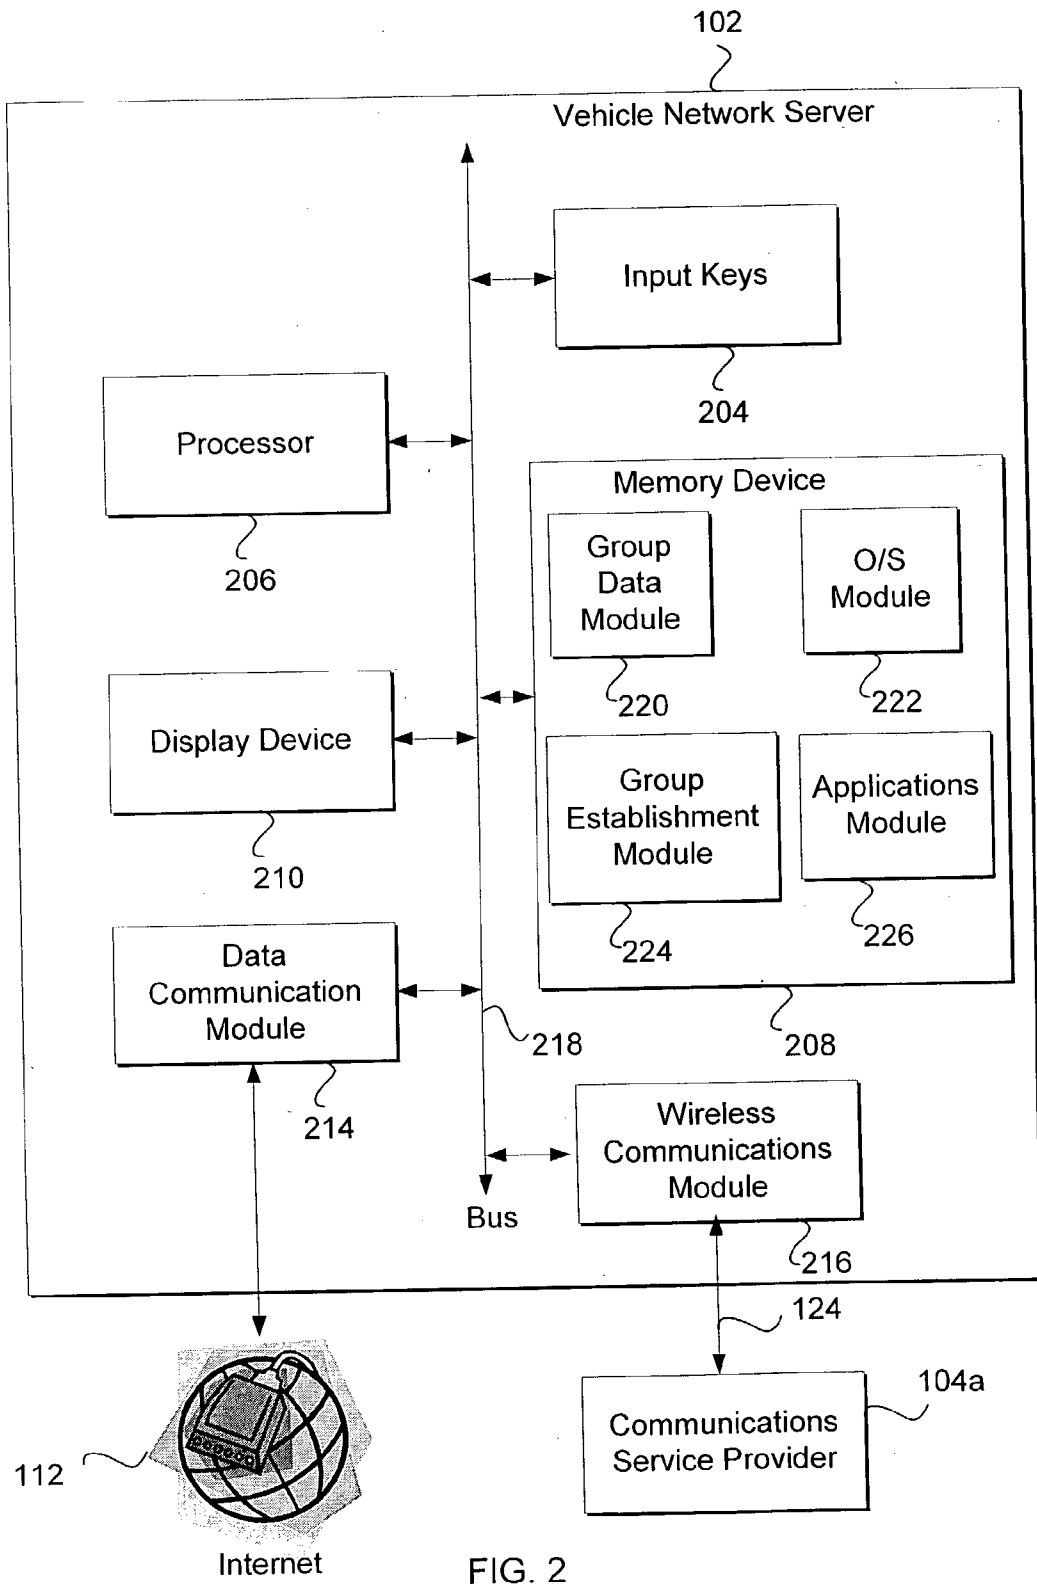 102
Vehicle Network Server
Input Keys
204
Processor
206
Memory Device
Group
Data
Module
220
O/S
Module
222
Display Device
210
Group
Establishment
Module
224
Applications
Module
226
Data
Communication
Module
214
218
208
Wireless
Communications
Module
216
Bus
124
104a
Communications
Service Provider
112
Internet
FIG. 2